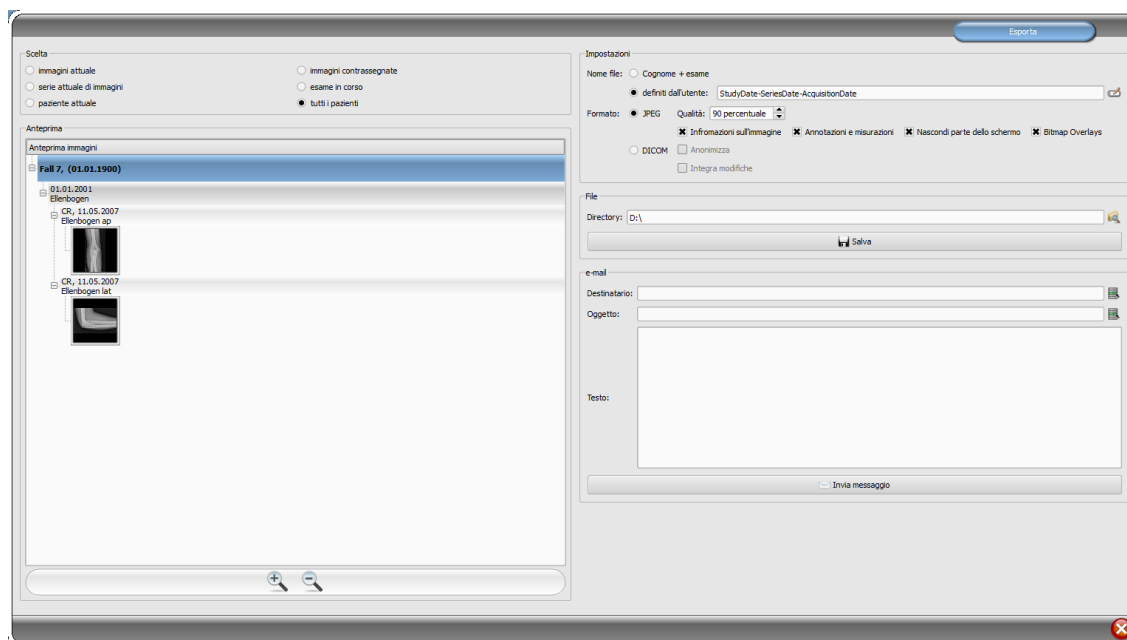 Esporta
Scelta
immagini attuale
immagini contrassegnate
serie attuale di immagini
esame in corso
paziente attuale
tutti i pazienti
Anteprima
Anteprima immagini
Fall 7, (01.01.1900)
01.01.2001
Ellenbogen
CR, 11.05.2007
Ellenbogen ap
CR, 11.05.2007
Ellenbogen lat
Impostazioni
Nome file: Cognome + esame
definiti dall'utente: StudyDate-SeriesDate-AcquisitionDate
Formato: JPEG Qualità: 90 percentuale
Infromazioni sull'immagine Annotazioni e misurazioni Nascondi parte dello schermo Bitmap Overlays
DICOM Anonimizza
Integra modifiche
File
Directory: D:\
Salva
e-mail
Destinatario:
Oggetto:
Testo:
Invia messaggio